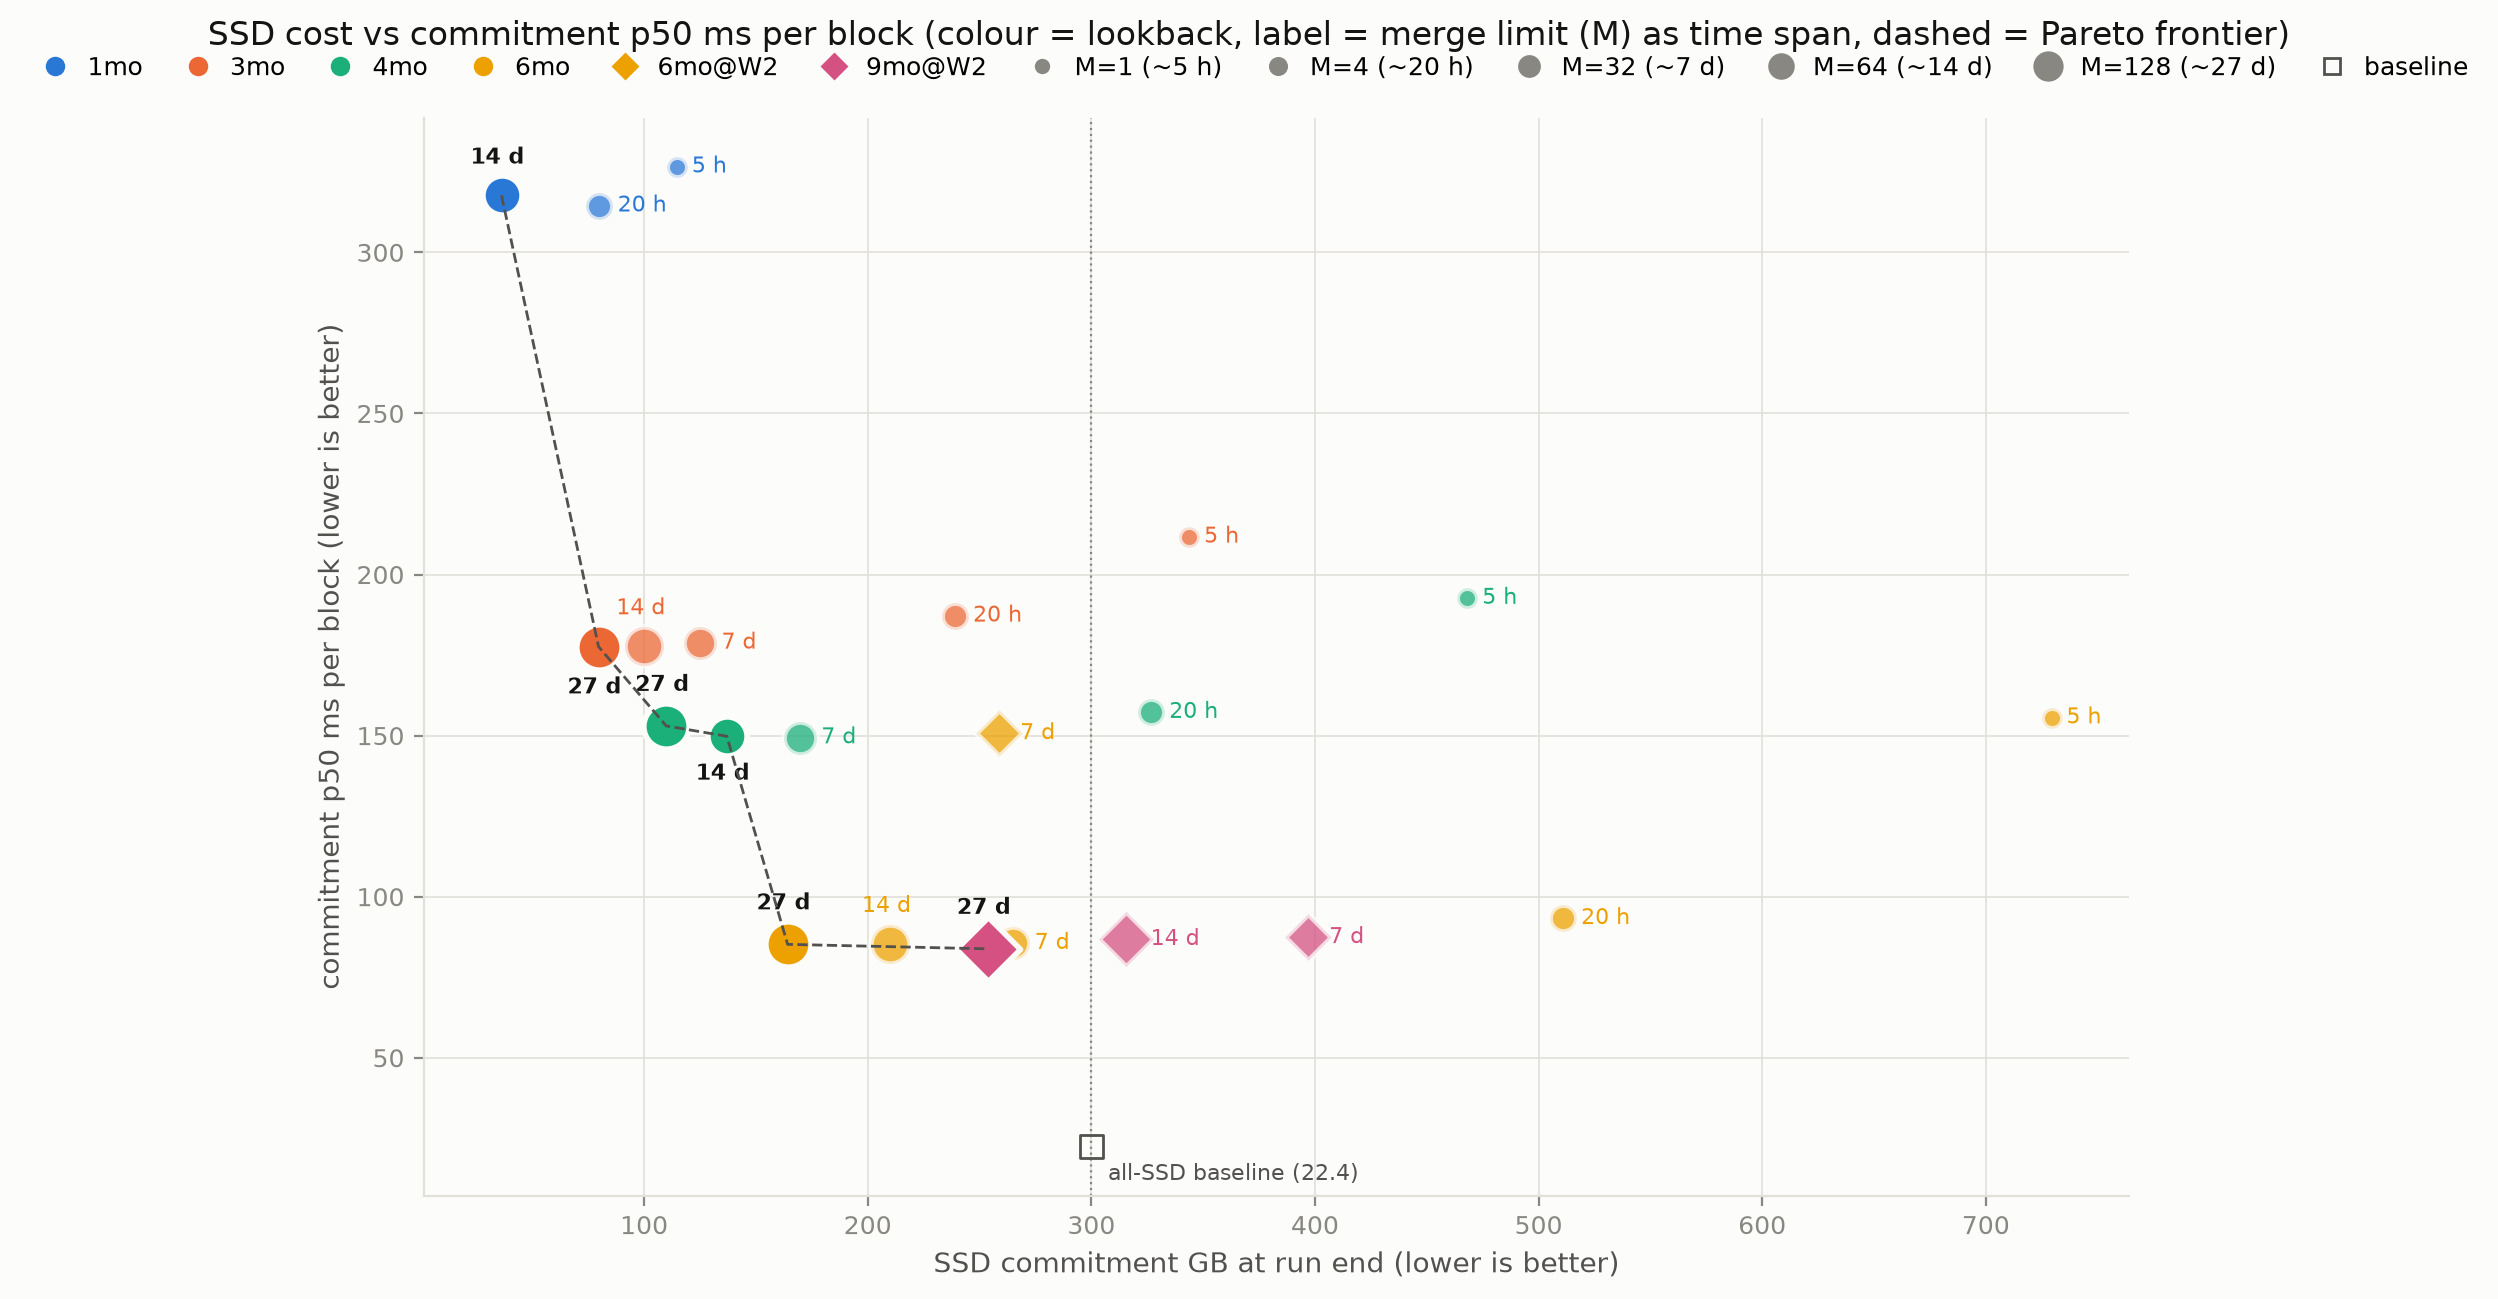 SSD cost vs commitment p50 ms per block (colour = lookback, label = merge limit (M) as time span, dashed = Pareto frontier)
1mo 3mo 4mo 6mo 6mo@W2 9mo@W2 M=1 (~5 h) M=4 (~20 h) M=32 (~7 d) M=64 (~14 d) M=128 (~27 d) baseline
14 d
5 h
20 h
300
250
5 h
200
5 h
14 d
20 h
7 d
27 d
27 d
20 h
5 h
150
7 d
7 d
14 d
100
27 d
14 d
27 d
20 h
7 d
14 d
7 d
50
all-SSD baseline (22.4)
commitment p50 ms per block (lower is better)
100 200 300 400 500 600 700
SSD commitment GB at run end (lower is better)